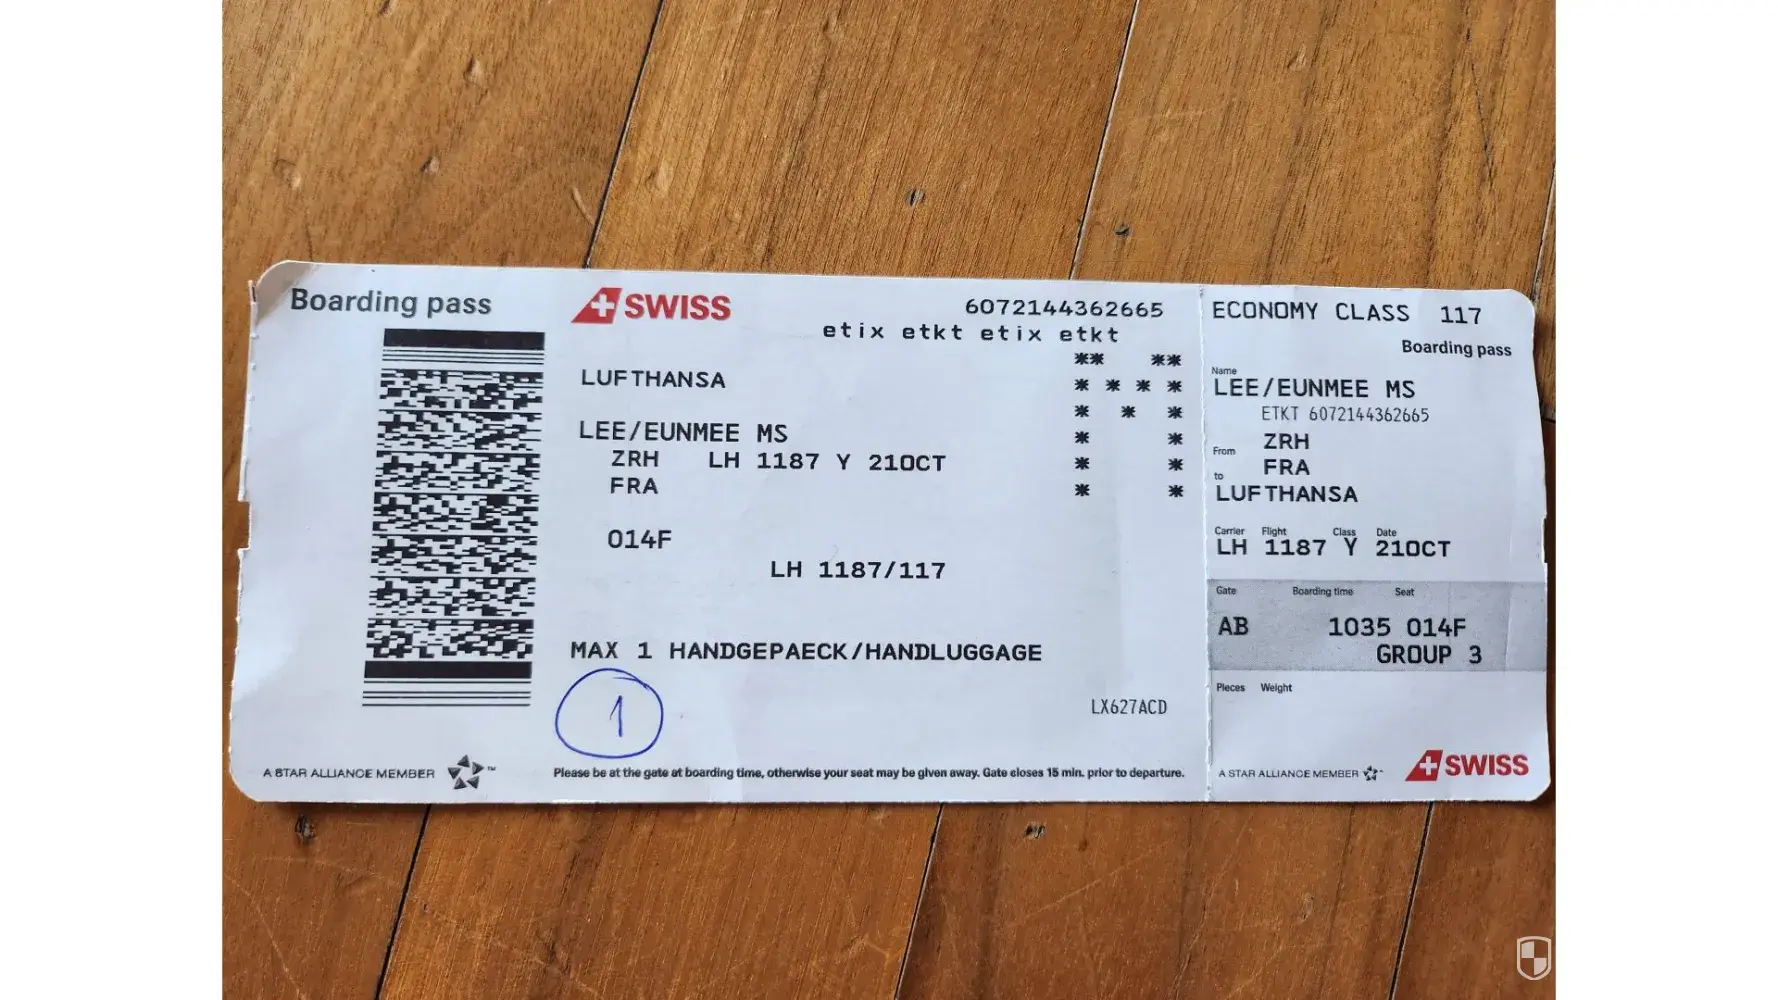 Boarding pass
SWISS
6072144362665
etix etkt etix etkt
** **
LUFTHANSA
* * * *
* * *
LEE/EUNMEE MS
* *
ZRH LH 1187 Y 21OCT
* *
FRA
* *
014F
LH 1187/117
MAX 1 HANDGEPAECK/HANDLUGGAGE
1
LX627ACD
A STAR ALLIANCE MEMBER ™
Please be at the gate at boarding time, otherwise your seat may be given away. Gate closes 15 min. prior to departure.
ECONOMY CLASS 117
Boarding pass
Name
LEE/EUNMEE MS
ETKT 6072144362665
ZRH
From
FRA
to
LUFTHANSA
Carrier Flight Class Date
LH 1187 Y 21OCT
Gate Boarding time Seat
AB 1035 014F
GROUP 3
Pieces Weight
A STAR ALLIANCE MEMBER
SWISS